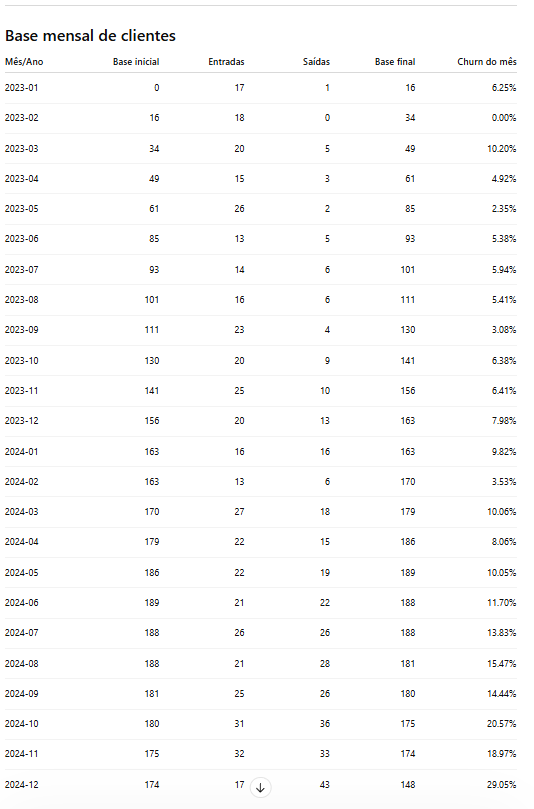 Base mensal de clientes
Mês/Ano Base inicial Entradas Saídas Base final Churn do mês
2023-01 0 17 1 16 6.25%
2023-02 16 18 0 34 0.00%
2023-03 34 20 5 49 10.20%
2023-04 49 15 3 61 4.92%
2023-05 61 26 2 85 2.35%
2023-06 85 13 5 93 5.38%
2023-07 93 14 6 101 5.94%
2023-08 101 16 6 111 5.41%
2023-09 111 23 4 130 3.08%
2023-10 130 20 9 141 6.38%
2023-11 141 25 10 156 6.41%
2023-12 156 20 13 163 7.98%
2024-01 163 16 16 163 9.82%
2024-02 163 13 6 170 3.53%
2024-03 170 27 18 179 10.06%
2024-04 179 22 15 186 8.06%
2024-05 186 22 19 189 10.05%
2024-06 189 21 22 188 11.70%
2024-07 188 26 26 188 13.83%
2024-08 188 21 28 181 15.47%
2024-09 181 25 26 180 14.44%
2024-10 180 31 36 175 20.57%
2024-11 175 32 33 174 18.97%
2024-12 174 17 43 148 29.05%